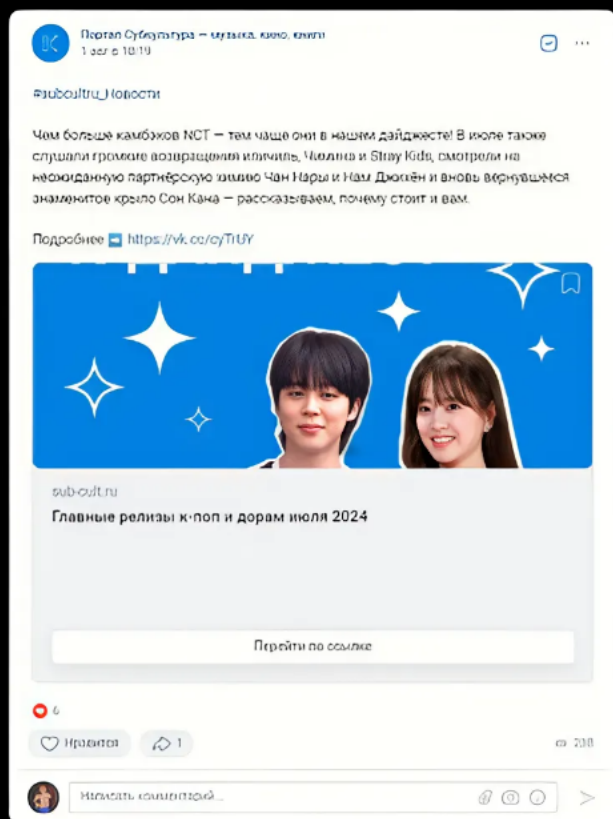 Портал Субкультура — музыка, кино, книги
1 авг в 18:19
#subcultru_Новости
Чем больше камбэков NCT — тем чаще они в нашем дайджесте! В июле также
слушали громкие возвращения Чимина и Stray Kids, смотрели на
неожиданную партнёрскую химию Чан Нары и Нам Джихён и вновь вернувшееся
знаменитое крыло Сон Кана — рассказываем, почему стоит и вам.
Подробнее ➡ https://vk.cc/cyTrUY
sub-cult.ru
Главные релизы к-поп и дорам июля 2024
Перейти по ссылке
6
Нравится
1
Написать комментарий...